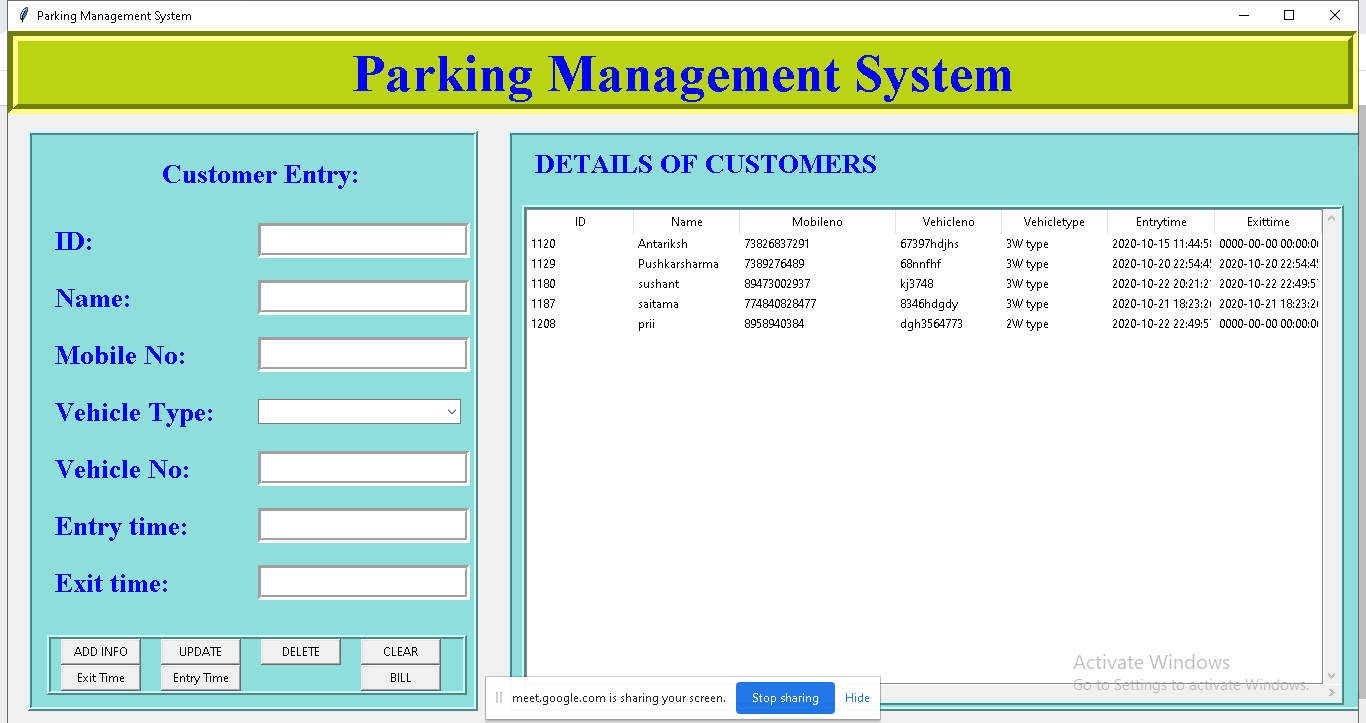 Parking Management System
Parking Management System
Customer Entry:
ID:
Name:
Mobile No:
Vehicle Type:
Vehicle No:
Entry time:
Exit time:
ADD INFO UPDATE DELETE CLEAR
Exit Time Entry Time BILL
DETAILS OF CUSTOMERS
ID Name Mobileno Vehicleno Vehicletype Entrytime Exittime
1120 Antariksh 73826837291 67397hdjhs 3W type 2020-10-15 11:44:58 0000-00-00 00:00:00
1129 Pushkarsharma 7389276489 68nnfhf 3W type 2020-10-20 22:54:45 2020-10-20 22:54:45
1180 sushant 89473002937 kj3748 3W type 2020-10-22 20:21:2 2020-10-22 22:49:5
1187 saitama 774840828477 8346hdgdy 3W type 2020-10-21 18:23:20 2020-10-21 18:23:20
1208 prii 8958940384 dgh3564773 2W type 2020-10-22 22:49:5 0000-00-00 00:00:00
Activate Windows
Go to Settings to activate Windows.
meet.google.com is sharing your screen. Stop sharing Hide